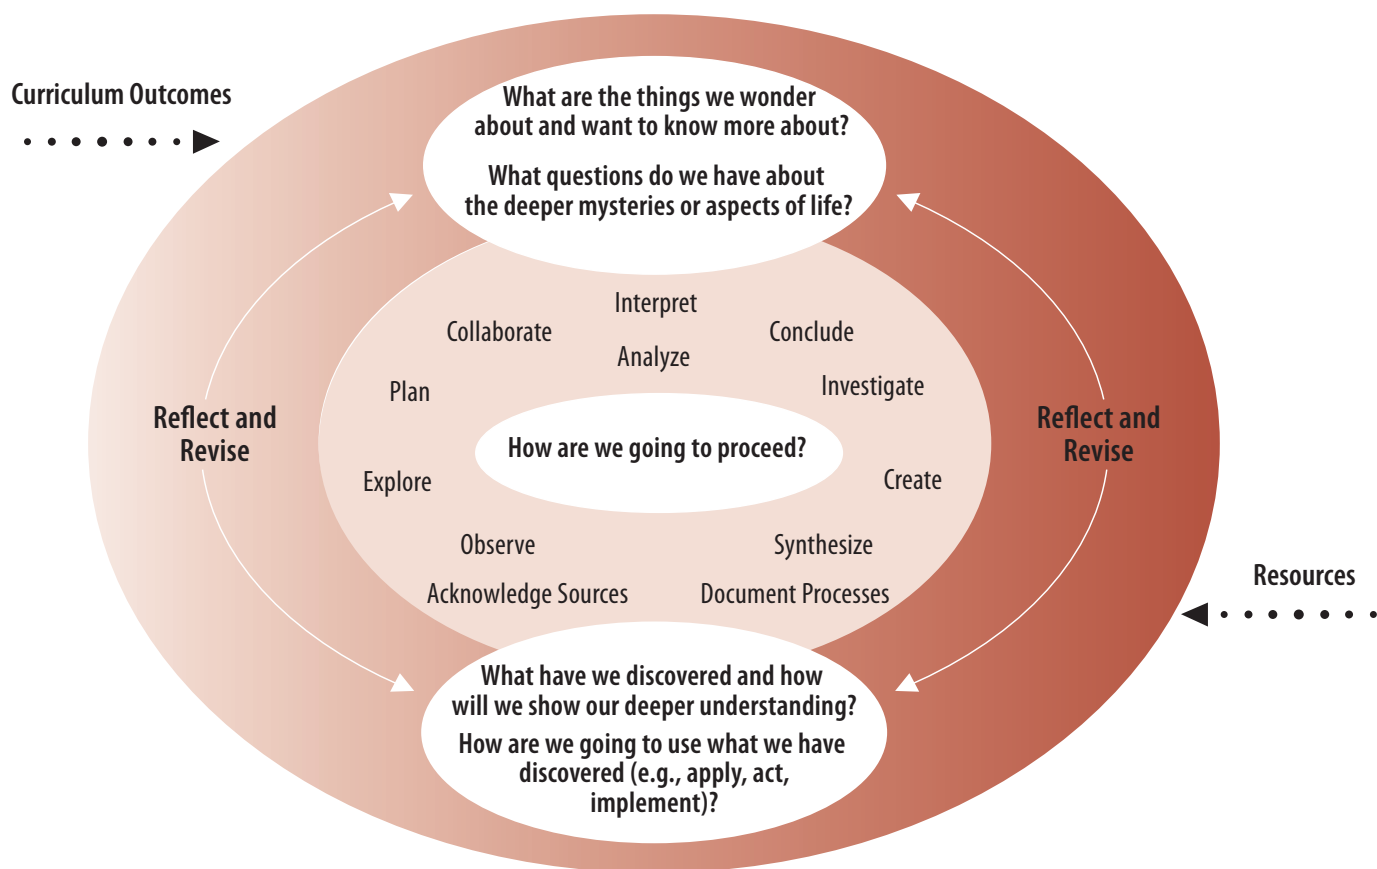 Curriculum Outcomes
What are the things we wonder
about and want to know more about?
What questions do we have about
the deeper mysteries or aspects of life?
Interpret
Collaborate
Conclude
Analyze
Plan
Investigate
Reflect and
Revise
How are we going to proceed?
Reflect and
Revise
Explore
Create
Observe
Synthesize
Acknowledge Sources
Document Processes
Resources
What have we discovered and how
will we show our deeper understanding?
How are we going to use what we have
discovered (e.g., apply, act,
implement)?